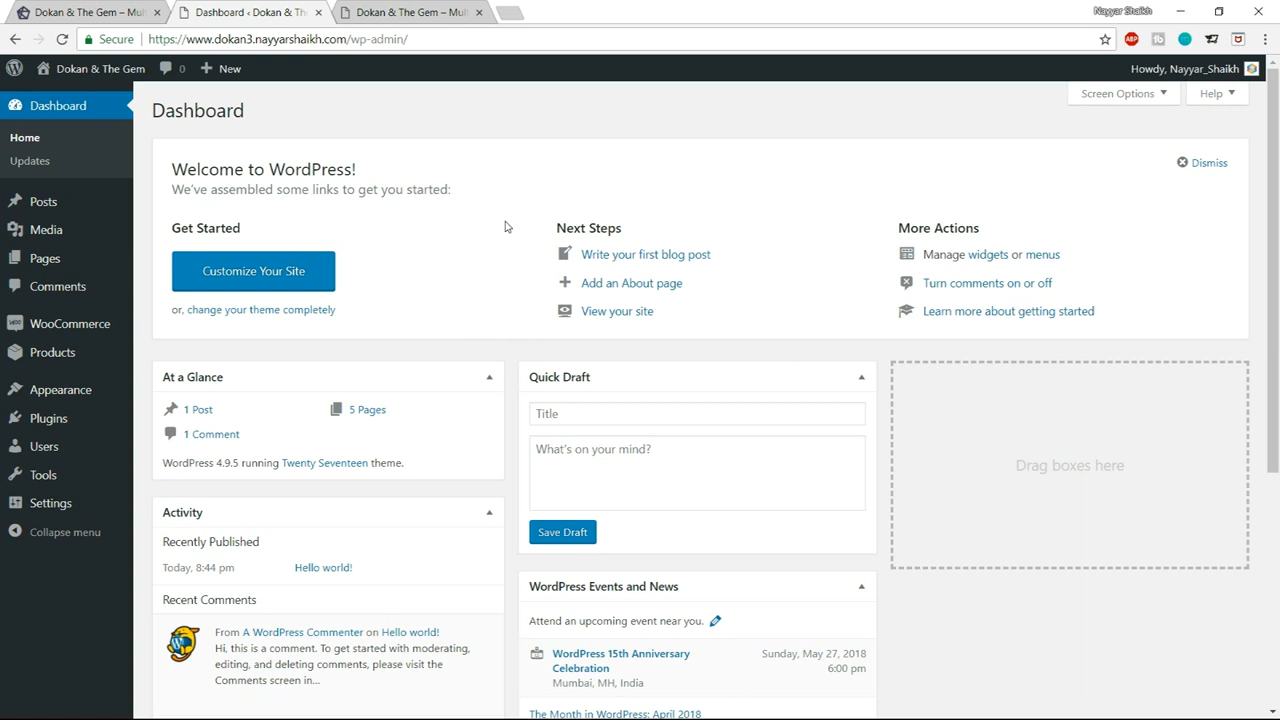 Dokan & The Gem – Mul
Dashboard ‹ Dokan & The
Dokan & The Gem – Mul
Nayyar Shaikh
Secure
https://www.dokan3.nayyarshaikh.com/wp-admin/
ABP
Dokan & The Gem
0
New
Howdy, Nayyar_Shaikh
Dashboard
Home
Updates
Posts
Media
Pages
Comments
WooCommerce
Products
Appearance
Plugins
Users
Tools
Settings
Collapse menu
Screen Options
Help
Dashboard
Welcome to WordPress!
We've assembled some links to get you started:
Dismiss
Get Started
Customize Your Site
or, change your theme completely
Next Steps
Write your first blog post
Add an About page
View your site
More Actions
Manage widgets or menus
Turn comments on or off
Learn more about getting started
At a Glance
1 Post
5 Pages
1 Comment
WordPress 4.9.5 running Twenty Seventeen theme.
Activity
Recently Published
Today, 8:44 pm
Hello world!
Recent Comments
From A WordPress Commenter on Hello world!
Hi, this is a comment. To get started with moderating,
editing, and deleting comments, please visit the
Comments screen in...
Quick Draft
Title
What's on your mind?
Save Draft
WordPress Events and News
Attend an upcoming event near you.
WordPress 15th Anniversary
Celebration
Mumbai, MH, India
Sunday, May 27, 2018
6:00 pm
The Month in WordPress: April 2018
Drag boxes here